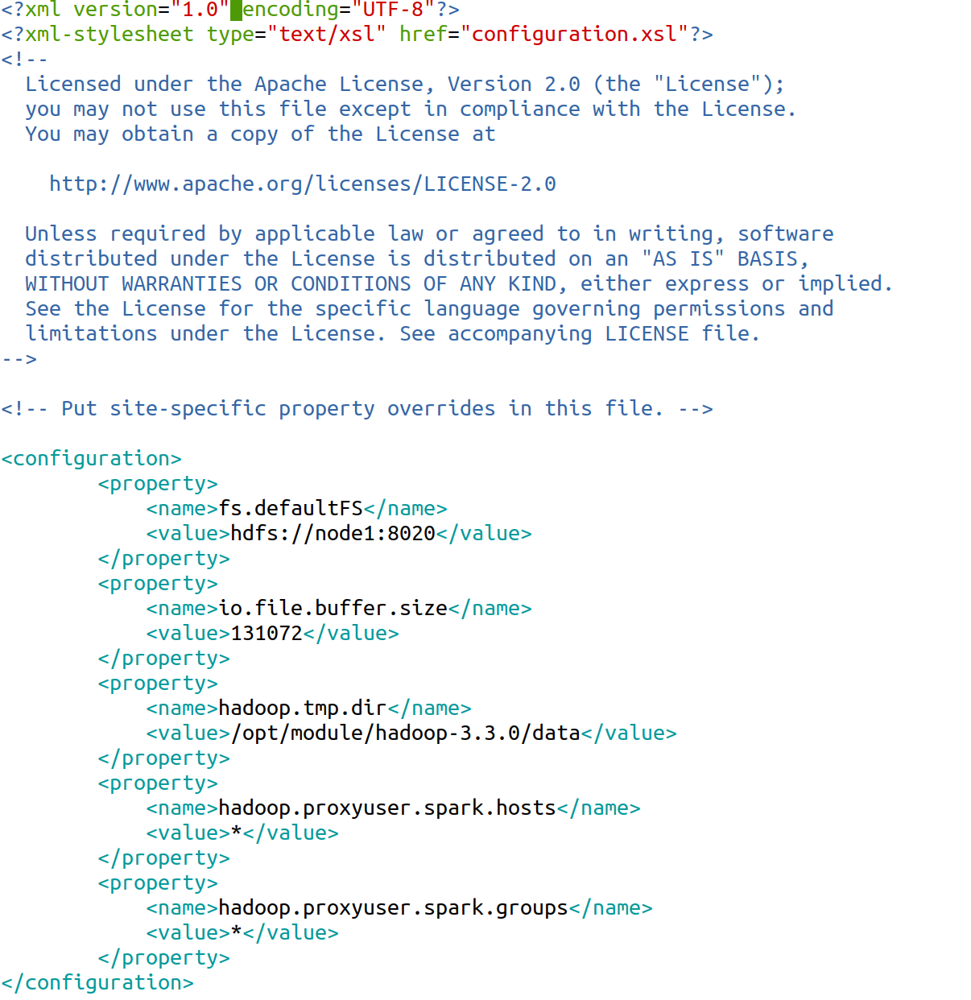 <?xml version="1.0" encoding="UTF-8"?>
<?xml-stylesheet type="text/xsl" href="configuration.xsl"?>
<!--
  Licensed under the Apache License, Version 2.0 (the "License");
  you may not use this file except in compliance with the License.
  You may obtain a copy of the License at

    http://www.apache.org/licenses/LICENSE-2.0

  Unless required by applicable law or agreed to in writing, software
  distributed under the License is distributed on an "AS IS" BASIS,
  WITHOUT WARRANTIES OR CONDITIONS OF ANY KIND, either express or implied.
  See the License for the specific language governing permissions and
  limitations under the License. See accompanying LICENSE file.
-->

<!-- Put site-specific property overrides in this file. -->

<configuration>
        <property>
            <name>fs.defaultFS</name>
            <value>hdfs://node1:8020</value>
        </property>
        <property>
            <name>io.file.buffer.size</name>
            <value>131072</value>
        </property>
        <property>
            <name>hadoop.tmp.dir</name>
            <value>/opt/module/hadoop-3.3.0/data</value>
        </property>
        <property>
            <name>hadoop.proxyuser.spark.hosts</name>
            <value>*</value>
        </property>
        <property>
            <name>hadoop.proxyuser.spark.groups</name>
            <value>*</value>
        </property>
</configuration>